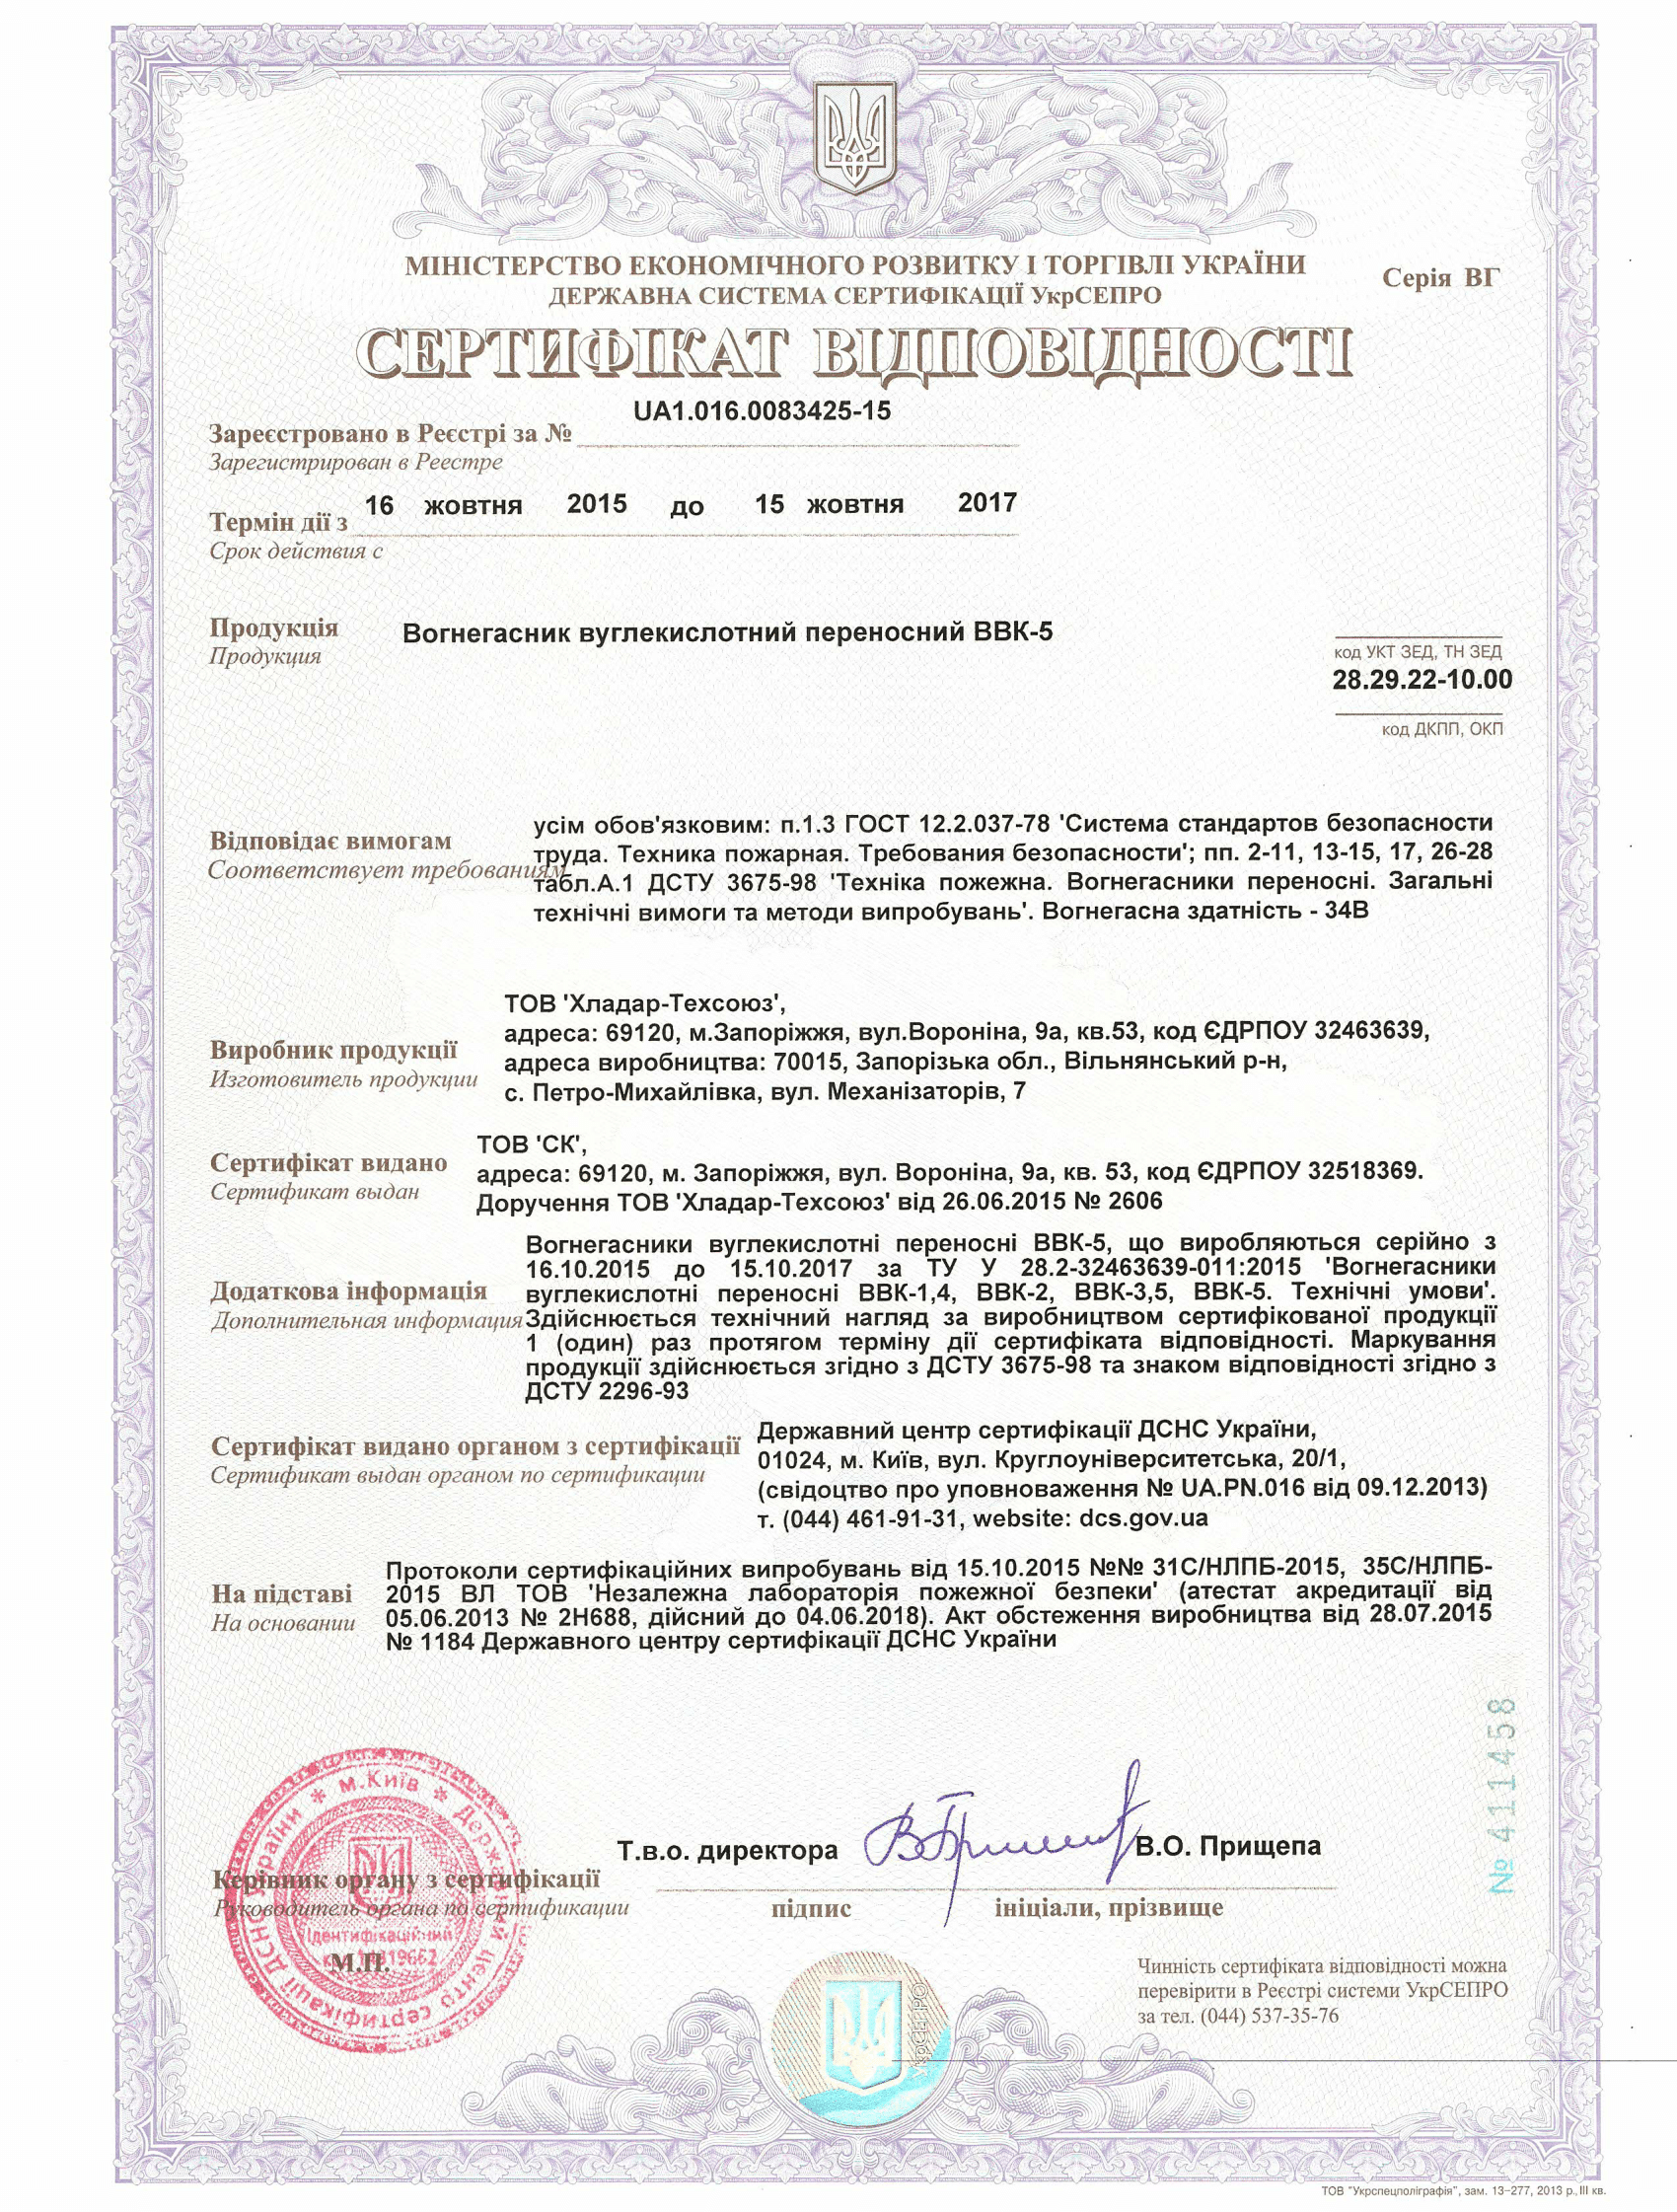 МІНІСТЕРСТВО ЕКОНОМІЧНОГО РОЗВИТКУ І ТОРГІВЛІ УКРАЇНИ
ДЕРЖАВНА СИСТЕМА СЕРТИФІКАЦІЇ УкрСЕПРО
Серія ВГ
СЕРТИФІКАТ ВІДПОВІДНОСТІ
UA1.016.0083425-15
Зареєстровано в Реєстрі за №
Зарегистрирован в Реестре
16 жовтня 2015 до 15 жовтня 2017
Термін дії з
Срок действия с
Продукція
Продукция
Вогнегасник вуглекислотний переносний ВВК-5
код УКТ ЗЕД, ТН ЗЕД
28.29.22-10.00
код ДКПП, ОКП
Відповідає вимогам
Соответствует требованиям
усім обов'язковим: п.1.3 ГОСТ 12.2.037-78 'Система стандартов безопасности
труда. Техника пожарная. Требования безопасности'; пп. 2-11, 13-15, 17, 26-28
табл.А.1 ДСТУ 3675-98 'Техніка пожежна. Вогнегасники переносні. Загальні
технічні вимоги та методи випробувань'. Вогнегасна здатність - 34В
Виробник продукції
Изготовитель продукции
ТОВ 'Хладар-Техсоюз',
адреса: 69120, м.Запоріжжя, вул.Вороніна, 9а, кв.53, код ЄДРПОУ 32463639,
адреса виробництва: 70015, Запорізька обл., Вільнянський р-н,
с. Петро-Михайлівка, вул. Механізаторів, 7
Сертифікат видано
Сертификат выдан
ТОВ 'СК',
адреса: 69120, м. Запоріжжя, вул. Вороніна, 9а, кв. 53, код ЄДРПОУ 32518369.
Доручення ТОВ 'Хладар-Техсоюз' від 26.06.2015 № 2606
Додаткова інформація
Дополнительная информация
Вогнегасники вуглекислотні переносні ВВК-5, що виробляються серійно з
16.10.2015 до 15.10.2017 за ТУ У 28.2-32463639-011:2015 'Вогнегасники
вуглекислотні переносні ВВК-1,4, ВВК-2, ВВК-3,5, ВВК-5. Технічні умови'.
Здійснюється технічний нагляд за виробництвом сертифікованої продукції
1 (один) раз протягом терміну дії сертифіката відповідності. Маркування
продукції здійснюється згідно з ДСТУ 3675-98 та знаком відповідності згідно з
ДСТУ 2296-93
Сертифікат видано органом з сертифікації
Сертификат выдан органом по сертификации
Державний центр сертифікації ДСНС України,
01024, м. Київ, вул. Круглоуніверситетська, 20/1,
(свідоцтво про уповноваження № UA.PN.016 від 09.12.2013)
т. (044) 461-91-31, website: dcs.gov.ua
На підставі
На основании
Протоколи сертифікаційних випробувань від 15.10.2015 №№ 31С/НЛПБ-2015, 35С/НЛПБ-
2015 ВЛ ТОВ 'Незалежна лабораторія пожежної безпеки' (атестат акредитації від
05.06.2013 № 2Н688, дійсний до 04.06.2018). Акт обстеження виробництва від 28.07.2015
№ 1184 Державного центру сертифікації ДСНС України
№ 411458
Т.в.о. директора
В.О. Прищепа
Керівник органу з сертифікації
Руководитель органа по сертификации
підпис
ініціали, прізвище
М.П.
м.Київ * Державний центр сертифікації ДСНС України *
Ідентифікаційний
УкрСЕПРО
Чинність сертифіката відповідності можна
перевірити в Реєстрі системи УкрСЕПРО
за тел. (044) 537-35-76
ТОВ "Укрспецполіграфія", зам. 13-277, 2013 р., III кв.